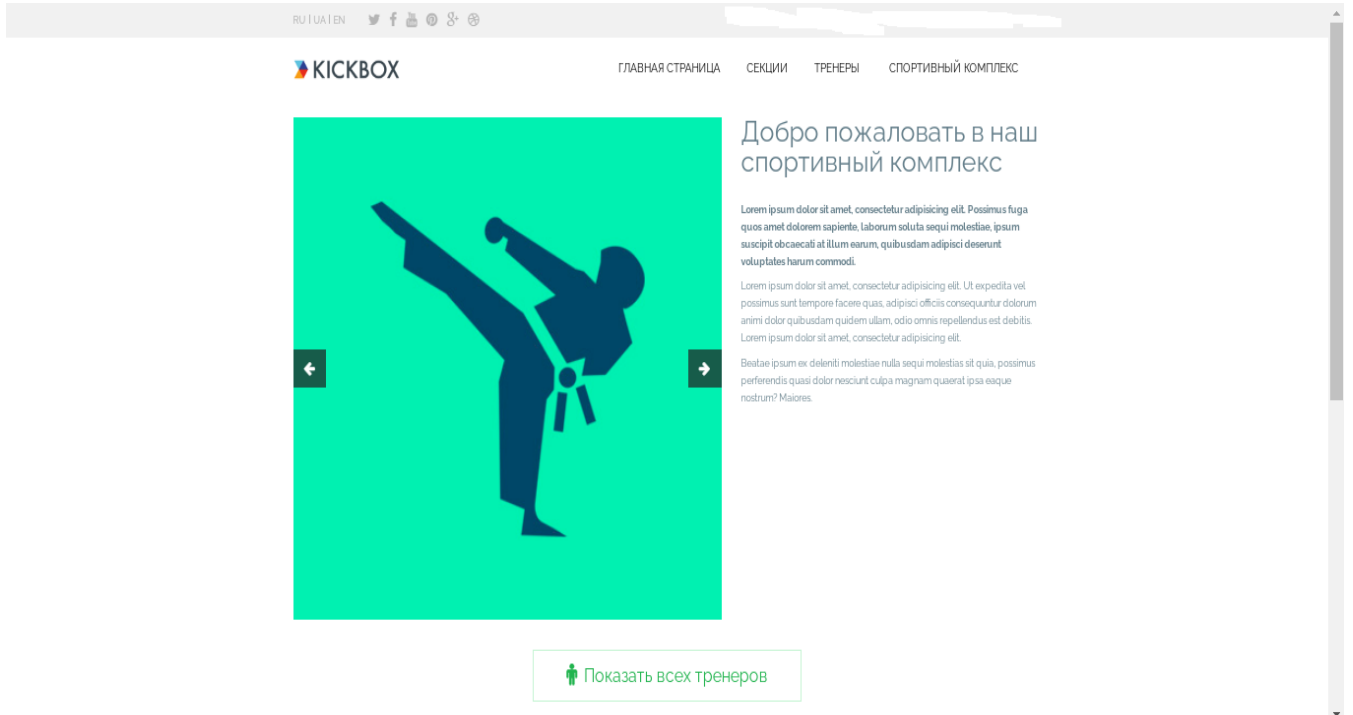 RU | UA | EN
KICKBOX
ГЛАВНАЯ СТРАНИЦА СЕКЦИИ ТРЕНЕРЫ СПОРТИВНЫЙ КОМПЛЕКС
Добро пожаловать в наш
спортивный комплекс
Lorem ipsum dolor sit amet, consectetur adipisicing elit. Possimus fuga
quos amet dolorem sapiente, laborum soluta sequi molestiae, ipsum
suscipit obcaecati at illum earum, quibusdam adipisci deserunt
voluptates harum commodi.
Lorem ipsum dolor sit amet, consectetur adipisicing elit. Ut expedita vel
possimus sunt tempore facere quas, adipisci officiis consequuntur dolorum
animi dolor quibusdam quidem ullam, odio omnis repellendus est debitis.
Lorem ipsum dolor sit amet, consectetur adipisicing elit.
Beatae ipsum ex deleniti molestiae nulla sequi molestias sit quia, possimus
perferendis quasi dolor nesciunt culpa magnam quaerat ipsa eaque
nostrum? Maiores.
Показать всех тренеров